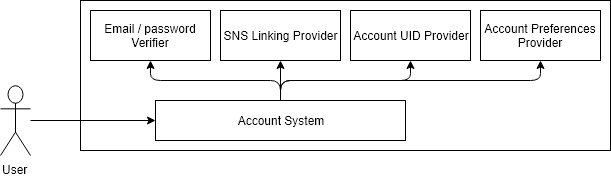 Email / password
Verifier
SNS Linking Provider
Account UID Provider
Account Preferences
Provider
Account System
User